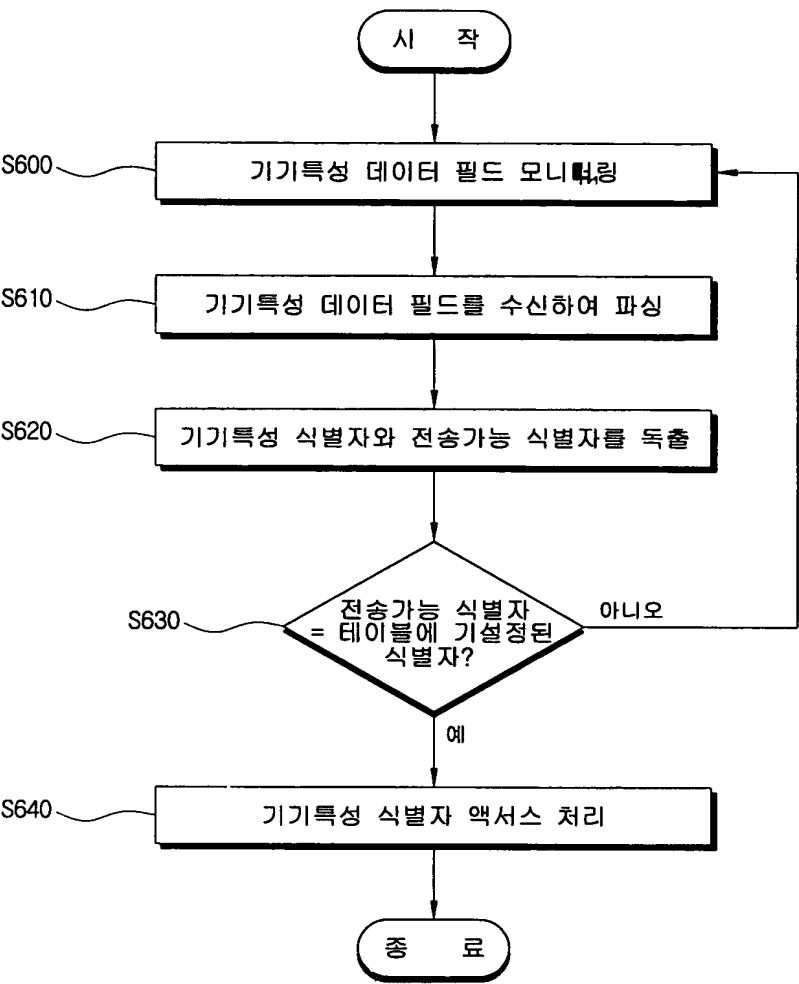 시 작
S600
기기특성 데이터 필드 모니터링
S610
기기특성 데이터 필드를 수신하여 파싱
S620
기기특성 식별자와 전송가능 식별자를 독출
S630
전송가능 식별자
= 테이블에 기설정된
식별자?
아니오
예
S640
기기특성 식별자 액서스 처리
종 료